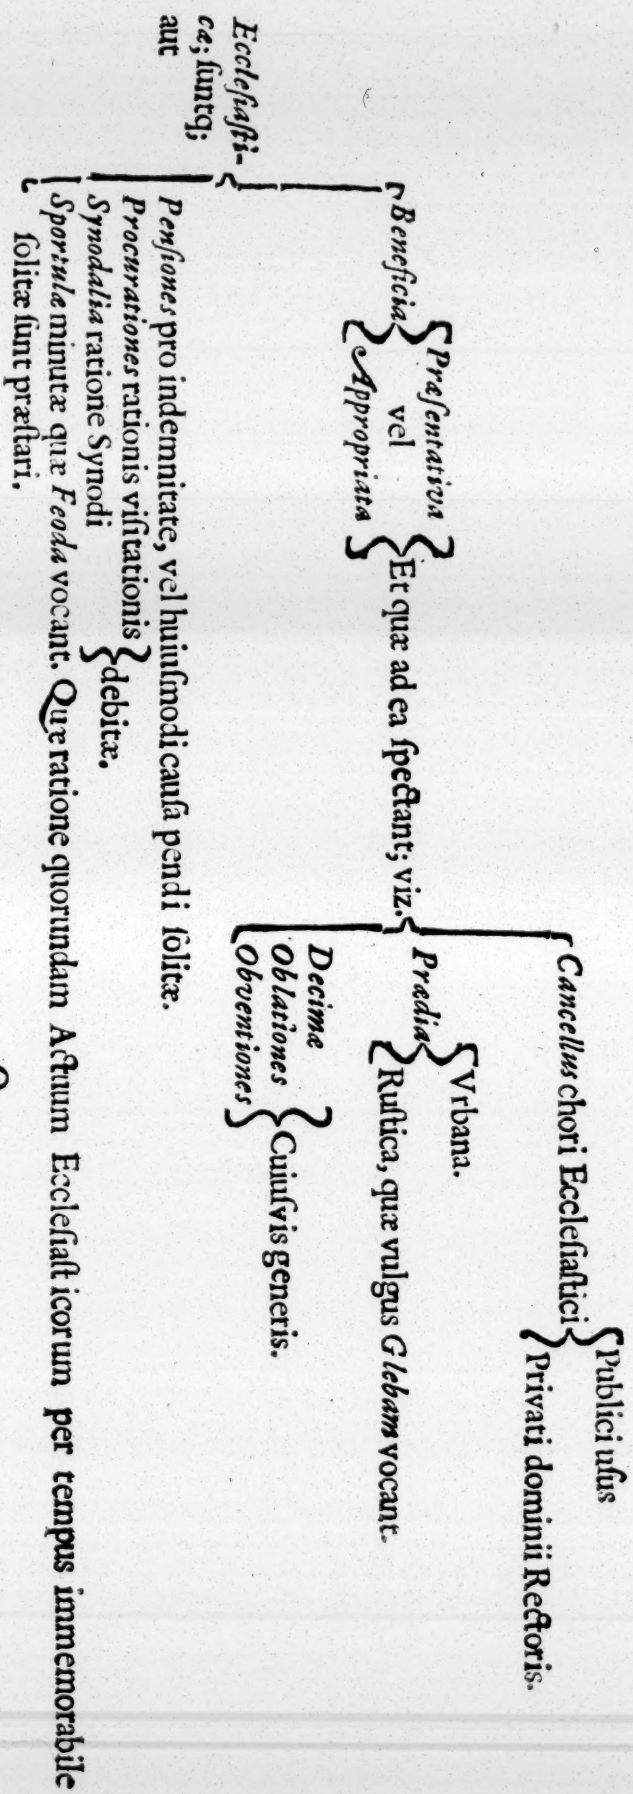 Ecclesiasti-
cæ; suntq;
aut
Beneficia
Præsentativa
vel
Appropriata
Et quæ ad ea spectant; viz.
Cancellus chori Ecclesiastici
Publici usus
Privati dominii Rectoris.
Prædia
Vrbana.
Rustica, quæ vulgus Glebam vocant.
Decimæ
Oblationes
Obventiones
Cuiusvis generis.
Pensiones pro indemnitate, vel huiusmodi causa pendi solitæ.
Procurationes rationis visitationis
Synodalia ratione Synodi
debitæ.
Sportulæ minutæ quæ Feoda vocant. Quæ ratione quorundam Actuum Ecclesiasticorum per tempus immemorabile
solitæ sunt præstari.